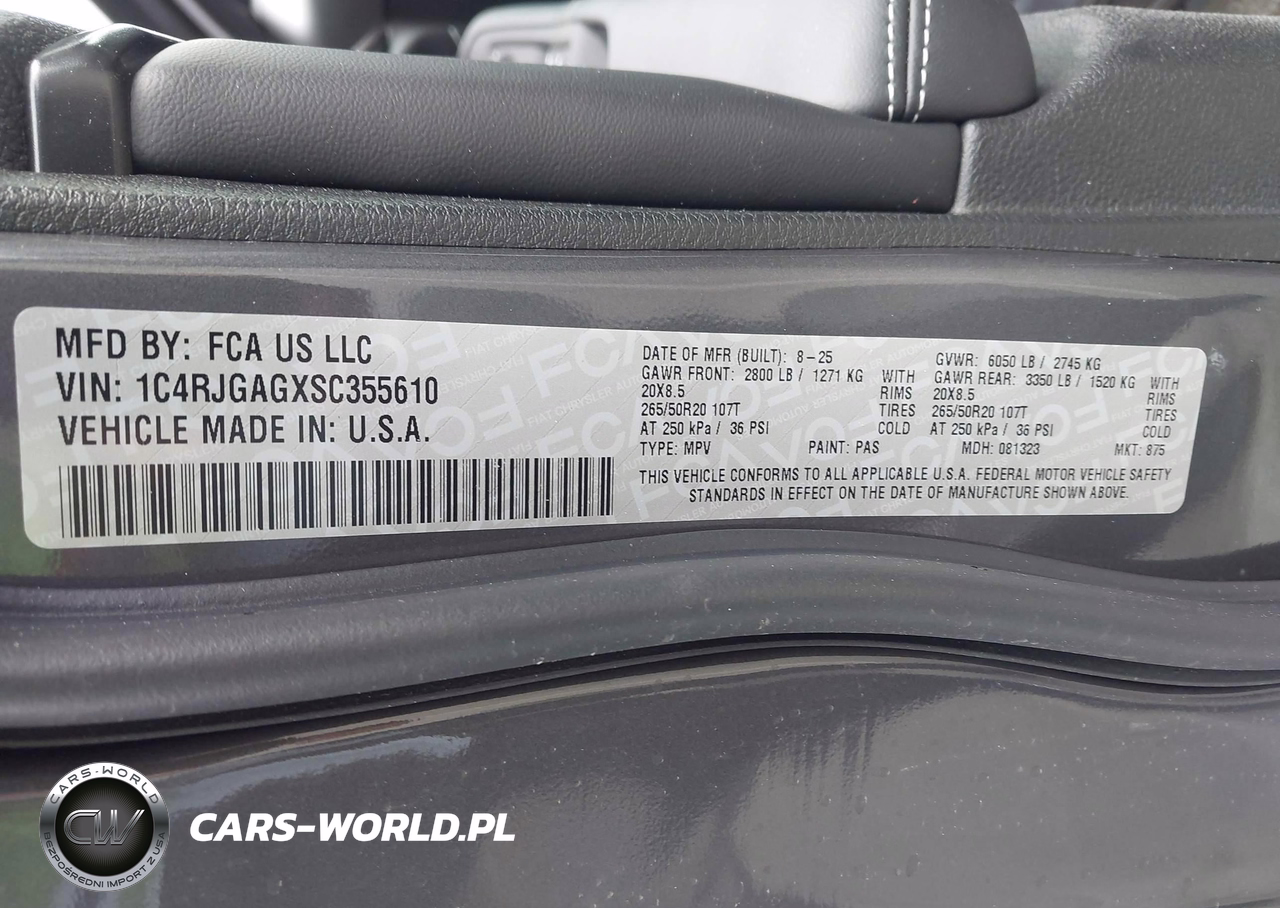 MFD BY: FCA US LLC
VIN: 1C4RJGAGXSC355610
VEHICLE MADE IN: U.S.A.
DATE OF MFR (BUILT): 8-25 GVWR: 6050 LB / 2745 KG
GAWR FRONT: 2800 LB / 1271 KG WITH GAWR REAR: 3350 LB / 1520 KG WITH
20X8.5 RIMS 20X8.5 RIMS
265/50R20 107T TIRES 265/50R20 107T TIRES
AT 250 kPa / 36 PSI COLD AT 250 kPa / 36 PSI COLD
TYPE: MPV PAINT: PAS MDH: 081323 MKT: 875
THIS VEHICLE CONFORMS TO ALL APPLICABLE U.S.A. FEDERAL MOTOR VEHICLE SAFETY
STANDARDS IN EFFECT ON THE DATE OF MANUFACTURE SHOWN ABOVE.
CARS-WORLD
CW
BEZPOŚREDNI IMPORT Z USA
CARS-WORLD.PL